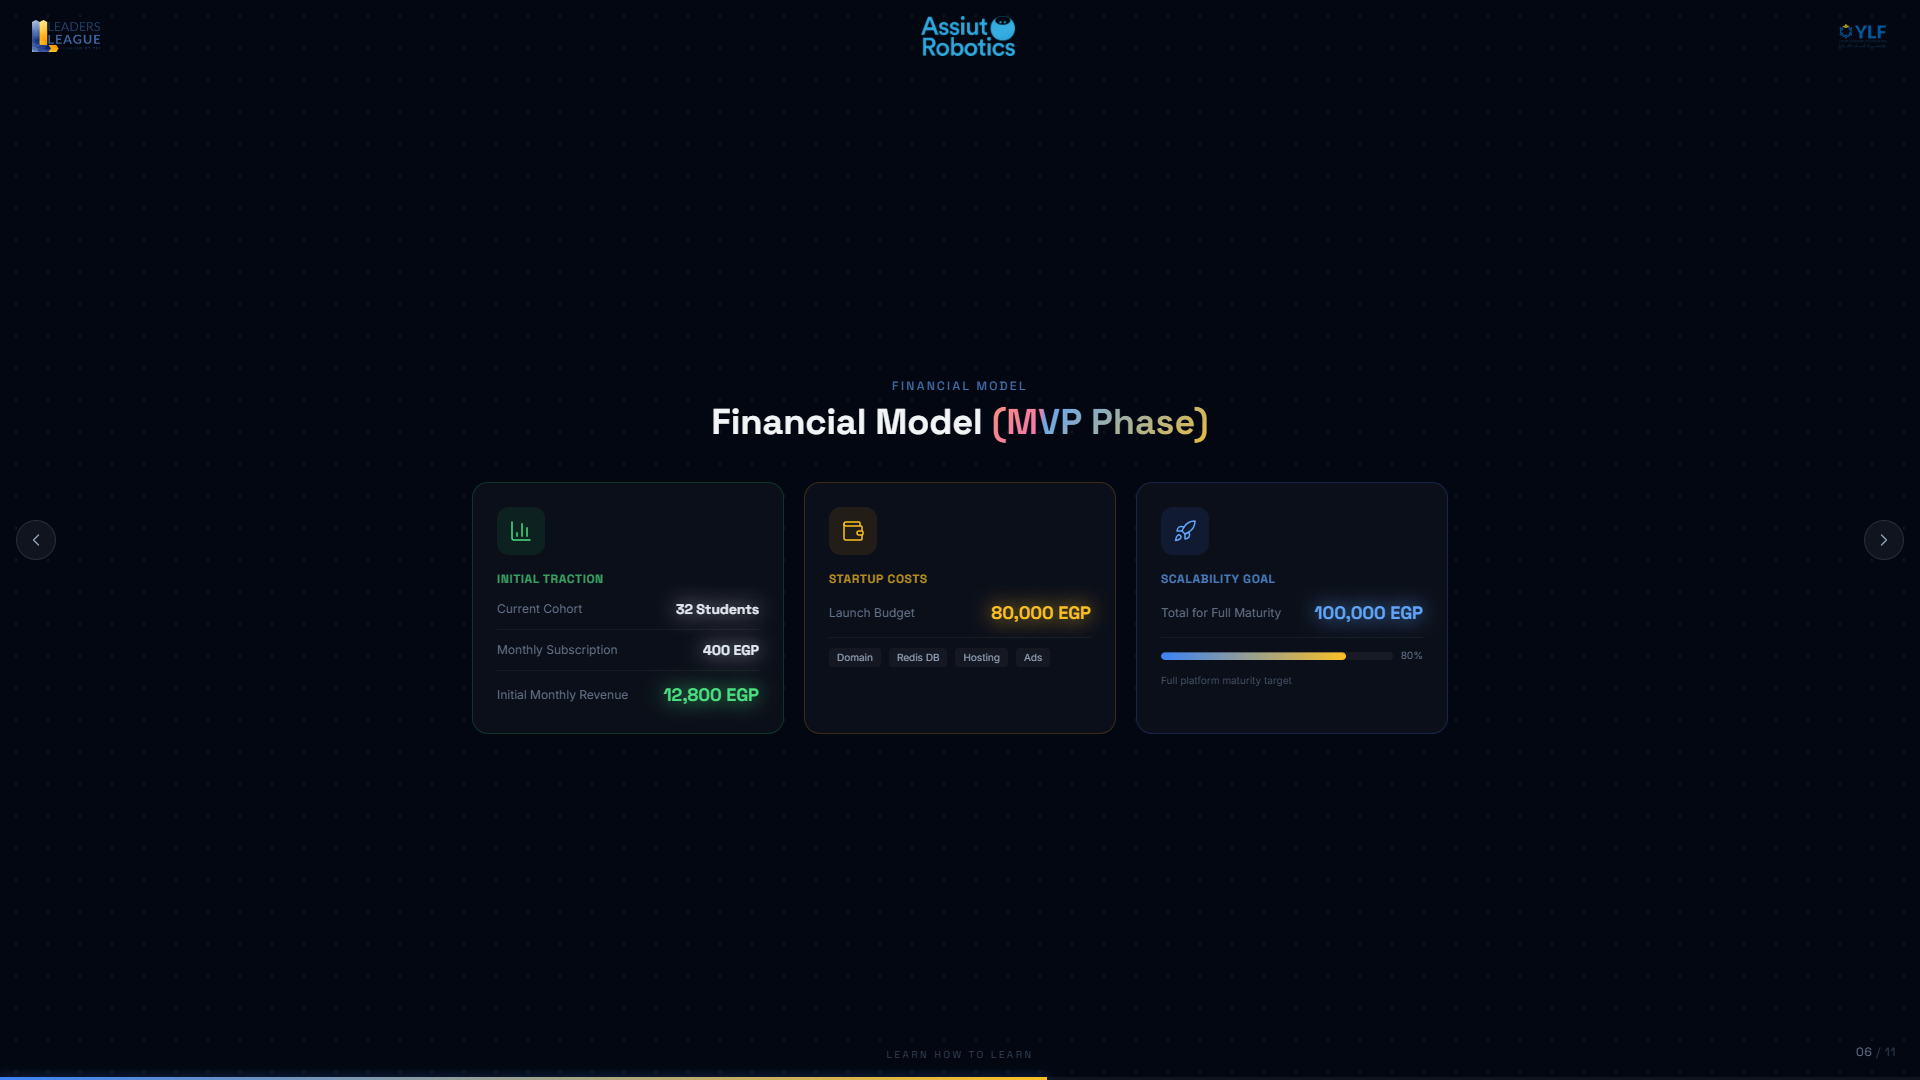 LEADERS
LEAGUE
Assiut
Robotics
YLF
FINANCIAL MODEL
Financial Model (MVP Phase)
INITIAL TRACTION
Current Cohort 32 Students
Monthly Subscription 400 EGP
Initial Monthly Revenue 12,800 EGP
STARTUP COSTS
Launch Budget 80,000 EGP
Domain Redis DB Hosting Ads
SCALABILITY GOAL
Total for Full Maturity 100,000 EGP
80%
Full platform maturity target
LEARN HOW TO LEARN
06 / 11